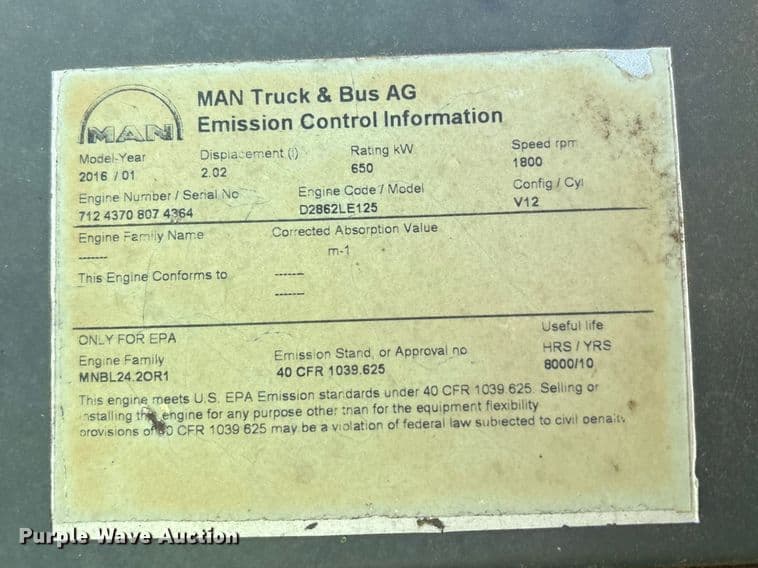 MAN Truck & Bus AG
Emission Control Information
MAN
Model-Year Displacement (l) Rating kW Speed rpm
2016 / 01 2.02 650 1800
Engine Number / Serial No Engine Code / Model Config / Cyl
712 4370 807 4364 D2862LE125 V12
Engine Family Name Corrected Absorption Value
------- m-1
This Engine Conforms to ------
------
ONLY FOR EPA Useful life
Engine Family Emission Stand. or Approval no HRS / YRS
MNBL24.2OR1 40 CFR 1039.625 8000/10
This engine meets U.S. EPA Emission standards under 40 CFR 1039.625. Selling or
installing this engine for any purpose other than for the equipment flexibility
provisions of 40 CFR 1039 625 may be a violation of federal law subjected to civil penalty
Purple Wave Auction